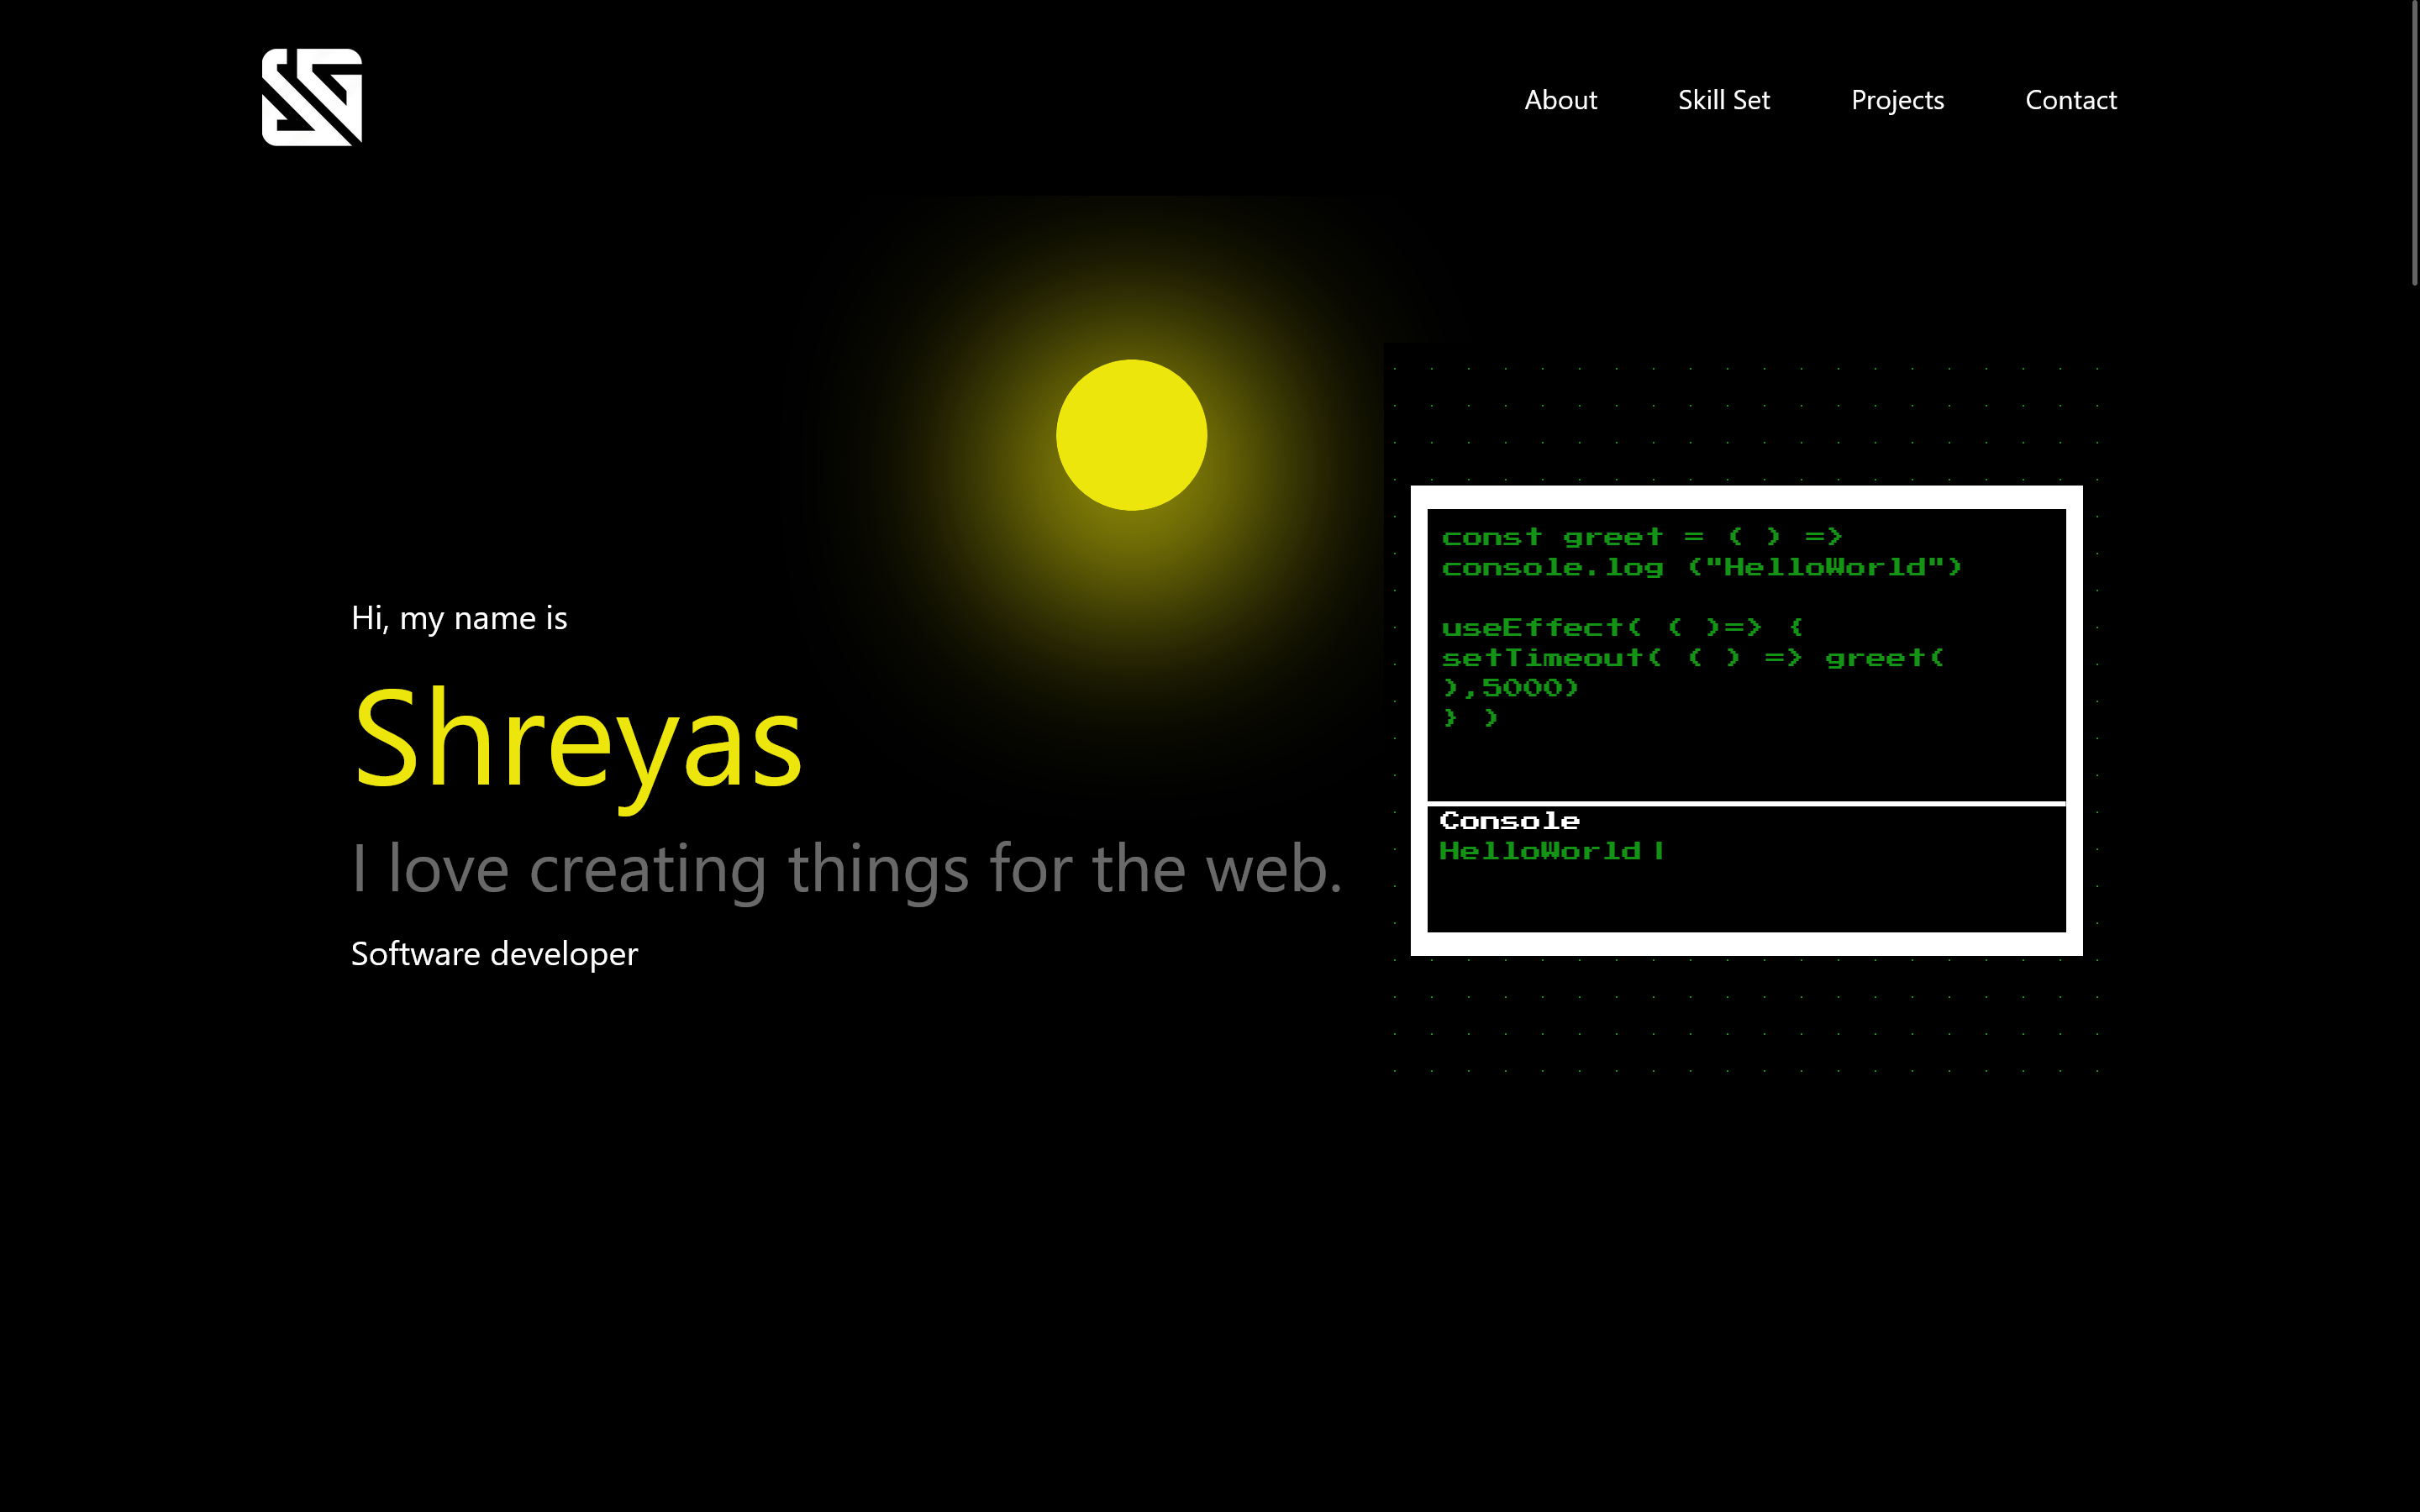 About
Skill Set
Projects
Contact
Hi, my name is
Shreyas
I love creating things for the web.
Software developer
const greet = ( ) =>
console.log ("HelloWorld")
useEffect( ( )=> {
setTimeout( ( ) => greet(
),5000)
} )
Console
HelloWorld|